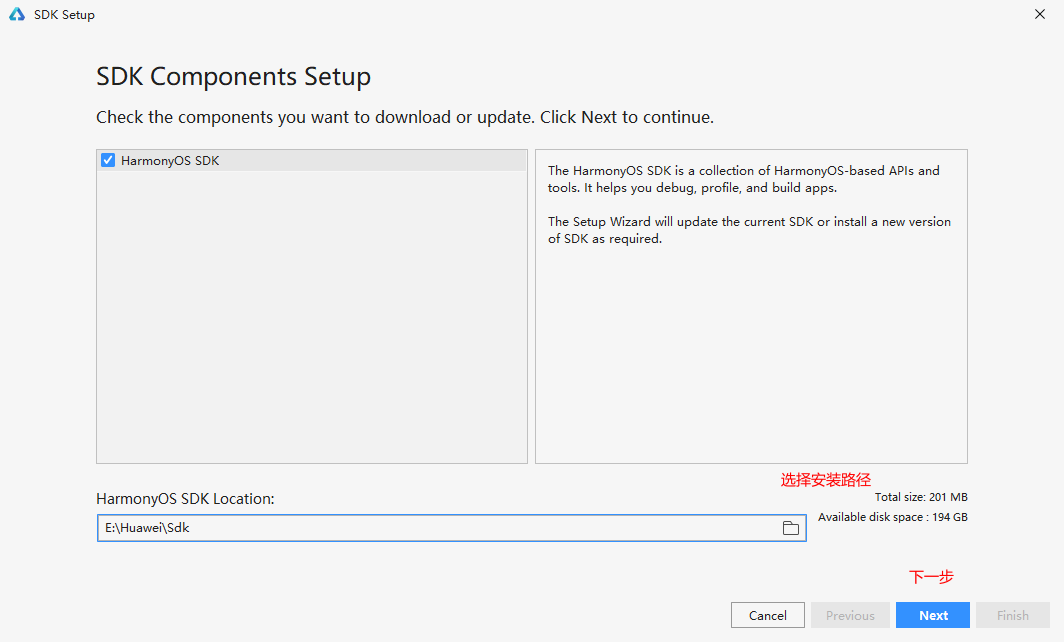 SDK Setup
SDK Components Setup
Check the components you want to download or update. Click Next to continue.
HarmonyOS SDK
The HarmonyOS SDK is a collection of HarmonyOS-based APIs and
tools. It helps you debug, profile, and build apps.
The Setup Wizard will update the current SDK or install a new version
of SDK as required.
选择安装路径
HarmonyOS SDK Location:
Total size: 201 MB
E:\Huawei\Sdk
Available disk space : 194 GB
下一步
Cancel
Previous
Next
Finish